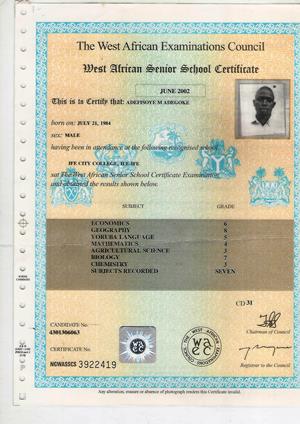 The West African Examinations Council
West African Senior School Certificate
JUNE 2002
This is to Certify that: ADEFISOYE M ADEGOKE
born on: JULY 21, 1984
sex: MALE
having been in attendance at the following recognised school
IFE CITY COLLEGE, ILE-IFE
sat The West African Senior School Certificate Examination
and obtained the results shown below.
SUBJECT GRADE
ECONOMICS 6
GEOGRAPHY 8
YORUBA LANGUAGE 5
MATHEMATICS 4
AGRICULTURAL SCIENCE 3
BIOLOGY 7
CHEMISTRY 3
SUBJECTS RECORDED SEVEN
CD 31
CANDIDATE No.
4301306063
Chairman of Council
CERTIFICATE No.
NGWASSCS 3922419
waec
THE WEST AFRICAN EXAMINATIONS COUNCIL
waec
Registrar to the Council
Any alteration, erasure or absence of photograph renders this Certificate invalid.